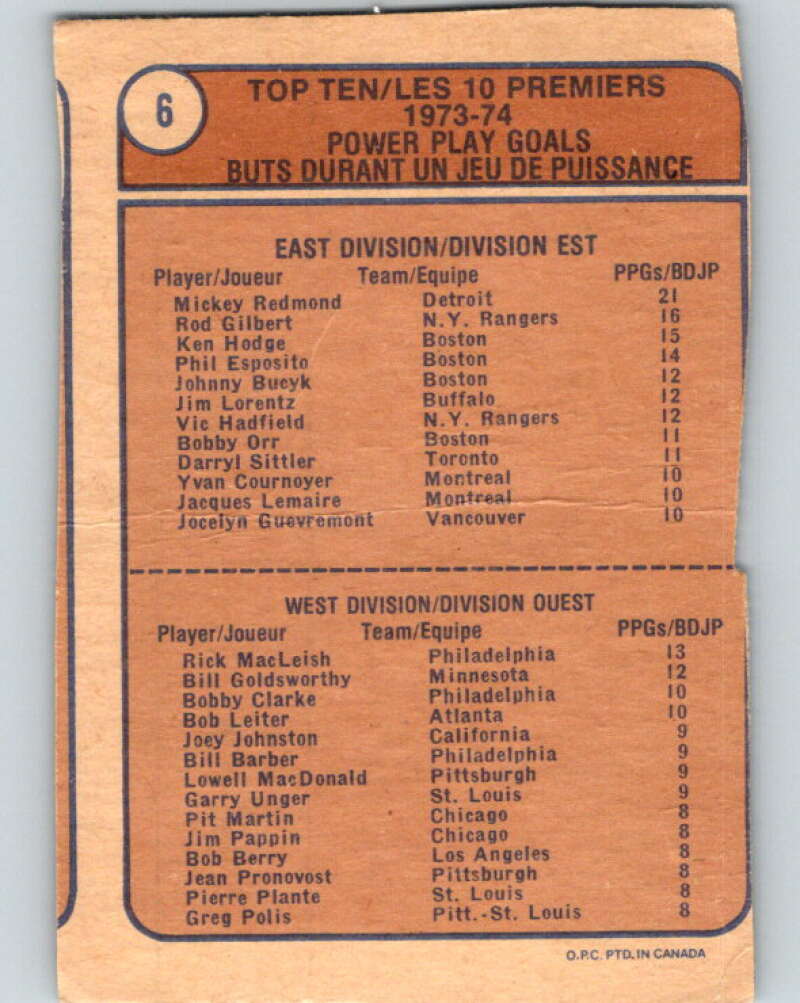 6
TOP TEN/LES 10 PREMIERS
1973-74
POWER PLAY GOALS
BUTS DURANT UN JEU DE PUISSANCE
EAST DIVISION/DIVISION EST
Player/Joueur Team/Equipe PPGs/BDJP
Mickey Redmond Detroit 21
Rod Gilbert N.Y. Rangers 16
Ken Hodge Boston 15
Phil Esposito Boston 14
Johnny Bucyk Boston 12
Jim Lorentz Buffalo 12
Vic Hadfield N.Y. Rangers 12
Bobby Orr Boston 11
Darryl Sittler Toronto 11
Yvan Cournoyer Montreal 10
Jacques Lemaire Montreal 10
Jocelyn Guevremont Vancouver 10
WEST DIVISION/DIVISION OUEST
Player/Joueur Team/Equipe PPGs/BDJP
Rick MacLeish Philadelphia 13
Bill Goldsworthy Minnesota 12
Bobby Clarke Philadelphia 10
Bob Leiter Atlanta 10
Joey Johnston California 9
Bill Barber Philadelphia 9
Lowell MacDonald Pittsburgh 9
Garry Unger St. Louis 9
Pit Martin Chicago 8
Jim Pappin Chicago 8
Bob Berry Los Angeles 8
Jean Pronovost Pittsburgh 8
Pierre Plante St. Louis 8
Greg Polis Pitt.-St. Louis 8
O.P.C. PTD. IN CANADA